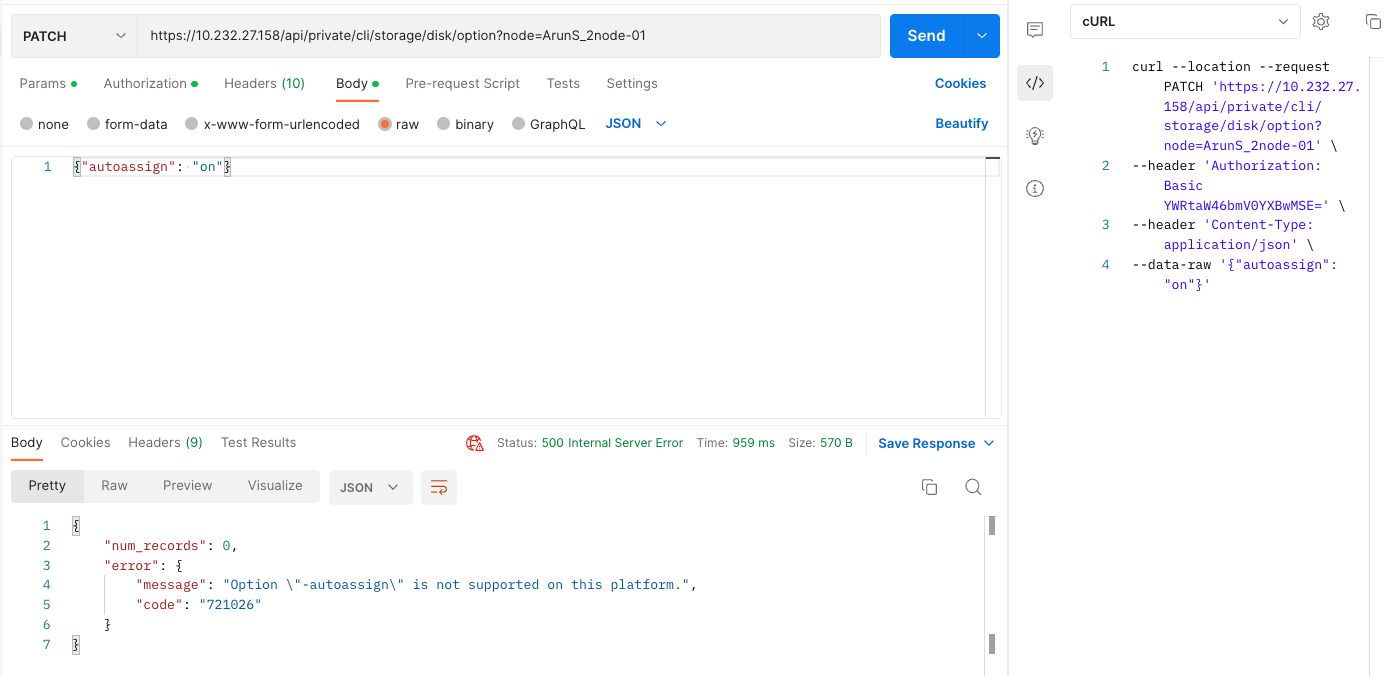 PATCH
https://10.232.27.158/api/private/cli/storage/disk/option?node=ArunS_2node-01
Send
Params
Authorization
Headers (10)
Body
Pre-request Script
Tests
Settings
Cookies
none
form-data
x-www-form-urlencoded
raw
binary
GraphQL
JSON
Beautify
1 {"autoassign": "on"}
Body
Cookies
Headers (9)
Test Results
Status: 500 Internal Server Error
Time: 959 ms
Size: 570 B
Save Response
Pretty
Raw
Preview
Visualize
JSON
1 {
2 "num_records": 0,
3 "error": {
4 "message": "Option \"-autoassign\" is not supported on this platform.",
5 "code": "721026"
6 }
7 }
cURL
1 curl --location --request
PATCH 'https://10.232.27.
158/api/private/cli/
storage/disk/option?
node=ArunS_2node-01' \
2 --header 'Authorization:
Basic
YWRtaW46bmV0YXBwMSE=' \
3 --header 'Content-Type:
application/json' \
4 --data-raw '{"autoassign":
"on"}'